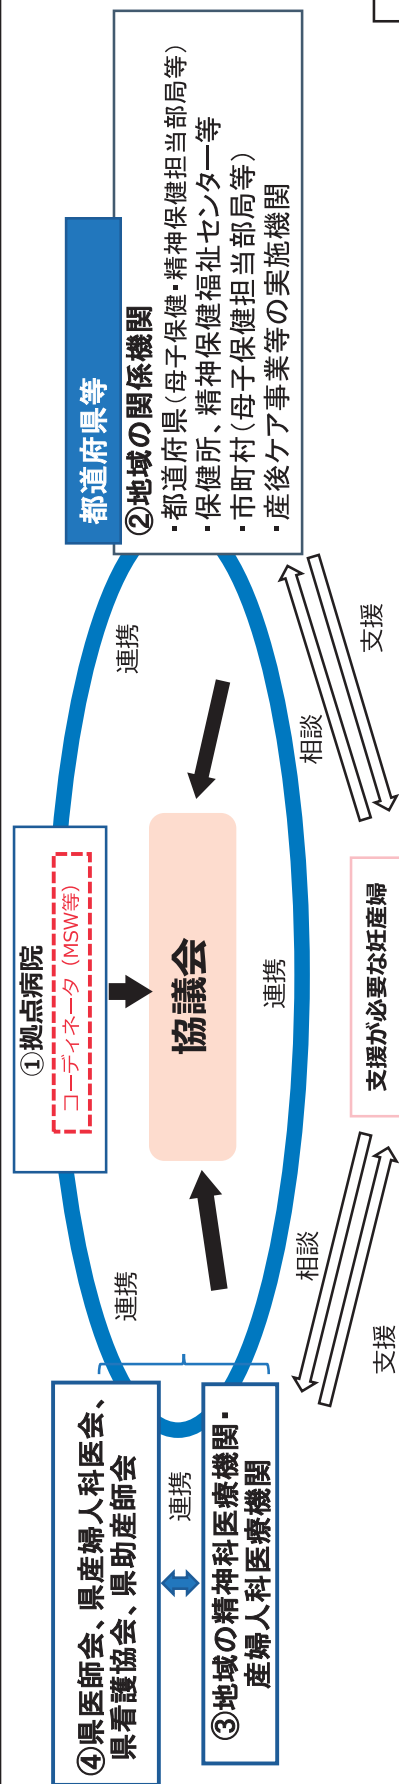 ①拠点病院
コーディネータ（MSW等）
都道府県等
②地域の関係機関
・都道府県（母子保健・精神保健担当部局等）
・保健所、精神保健福祉センター等
・市町村（母子保健担当部局等）
・産後ケア事業等の実施機関
連携
連携
協議会
④県医師会、県産婦人科医会、
県看護協会、県助産師会
連携
③地域の精神科医療機関・
産婦人科医療機関
連携
相談
支援
相談
支援
支援が必要な妊産婦